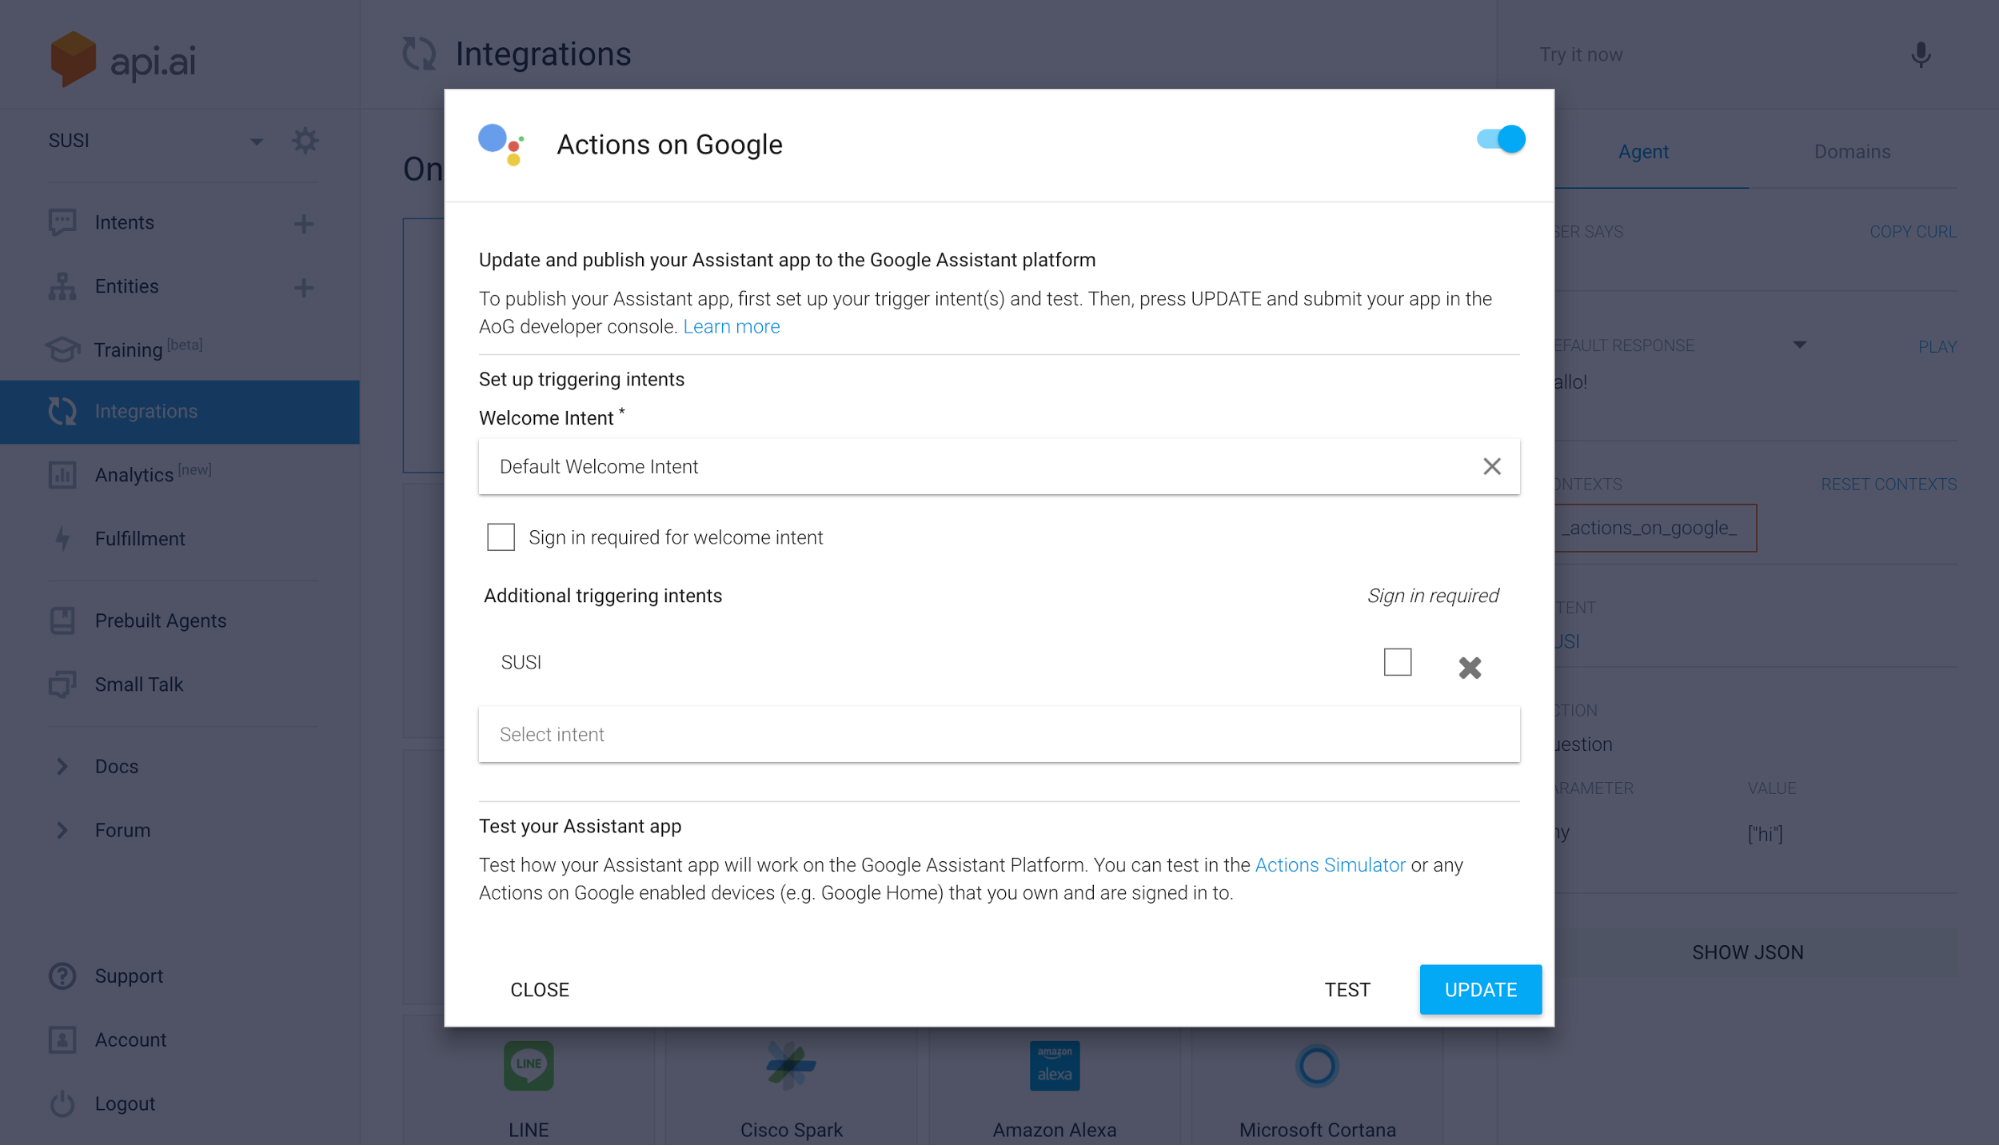 api.ai
Integrations
Try it now
SUSI
Intents
Entities
Training [beta]
Integrations
Analytics [new]
Fulfillment
Prebuilt Agents
Small Talk
Docs
Forum
Support
Account
Logout
On
Actions on Google
Update and publish your Assistant app to the Google Assistant platform
To publish your Assistant app, first set up your trigger intent(s) and test. Then, press UPDATE and submit your app in the
AoG developer console. Learn more
Set up triggering intents
Welcome Intent *
Default Welcome Intent
Sign in required for welcome intent
Additional triggering intents Sign in required
SUSI
Select intent
Test your Assistant app
Test how your Assistant app will work on the Google Assistant Platform. You can test in the Actions Simulator or any
Actions on Google enabled devices (e.g. Google Home) that you own and are signed in to.
CLOSE TEST UPDATE
Agent Domains
SER SAYS COPY CURL
EFAULT RESPONSE PLAY
allo!
ONTEXTS RESET CONTEXTS
_actions_on_google_
TENT
USI
CTION
uestion
ARAMETER VALUE
ny ["hi"]
SHOW JSON
LINE
amazon
alexa
LINE Cisco Spark Amazon Alexa Microsoft Cortana